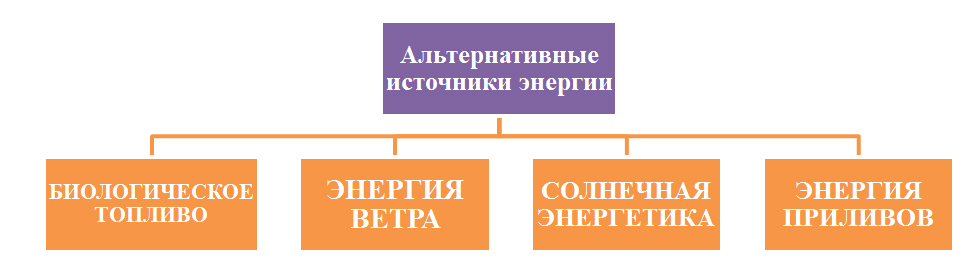 Альтернативные
источники энергии
БИОЛОГИЧЕСКОЕ
ТОПЛИВО
ЭНЕРГИЯ
ВЕТРА
СОЛНЕЧНАЯ
ЭНЕРГЕТИКА
ЭНЕРГИЯ
ПРИЛИВОВ